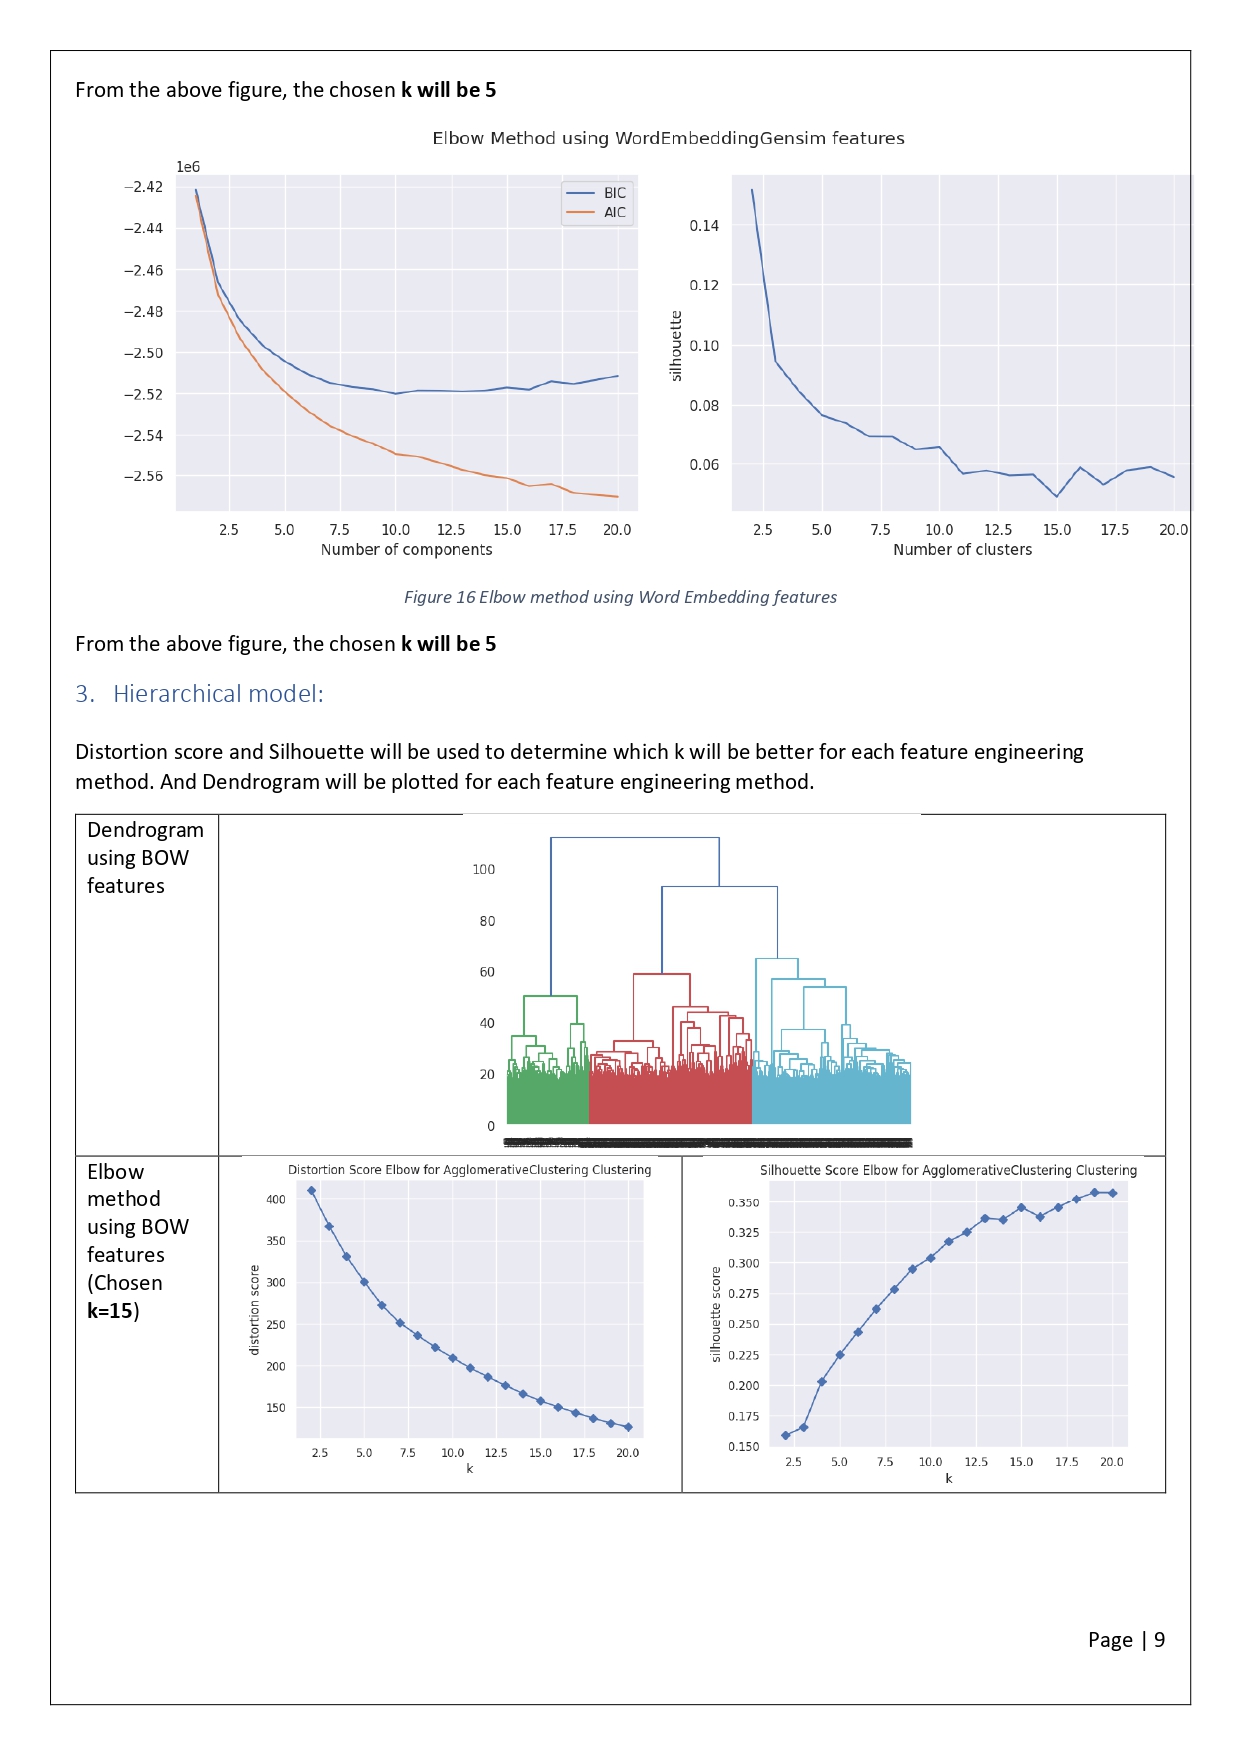 From the above figure, the chosen k will be 5
Elbow Method using WordEmbeddingGensim features
1e6
−2.42
−2.44
−2.46
−2.48
−2.50
−2.52
−2.54
−2.56
BIC
AIC
2.5 5.0 7.5 10.0 12.5 15.0 17.5 20.0
Number of components
silhouette
0.14
0.12
0.10
0.08
0.06
2.5 5.0 7.5 10.0 12.5 15.0 17.5 20.0
Number of clusters
Figure 16 Elbow method using Word Embedding features
From the above figure, the chosen k will be 5
3. Hierarchical model:
Distortion score and Silhouette will be used to determine which k will be better for each feature engineering
method. And Dendrogram will be plotted for each feature engineering method.
Dendrogram
using BOW
features
100
80
60
40
20
0
Elbow
method
using BOW
features
(Chosen
k=15)
Distortion Score Elbow for AgglomerativeClustering Clustering
distortion score
400
350
300
250
200
150
2.5 5.0 7.5 10.0 12.5 15.0 17.5 20.0
k
Silhouette Score Elbow for AgglomerativeClustering Clustering
silhouette score
0.350
0.325
0.300
0.275
0.250
0.225
0.200
0.175
0.150
2.5 5.0 7.5 10.0 12.5 15.0 17.5 20.0
k
Page | 9